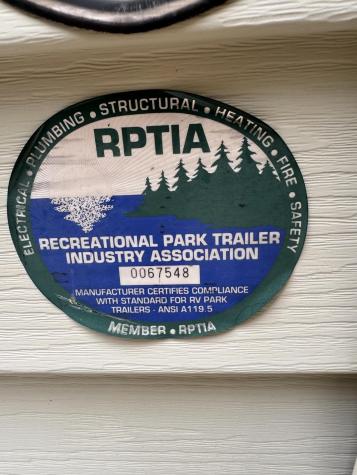 ELECTRICAL • PLUMBING • STRUCTURAL • HEATING • FIRE • SAFETY
RPTIA
RECREATIONAL PARK TRAILER
INDUSTRY ASSOCIATION
0067548
MANUFACTURER CERTIFIES COMPLIANCE
WITH STANDARD FOR RV PARK
TRAILERS - ANSI A119.5
MEMBER • RPTIA